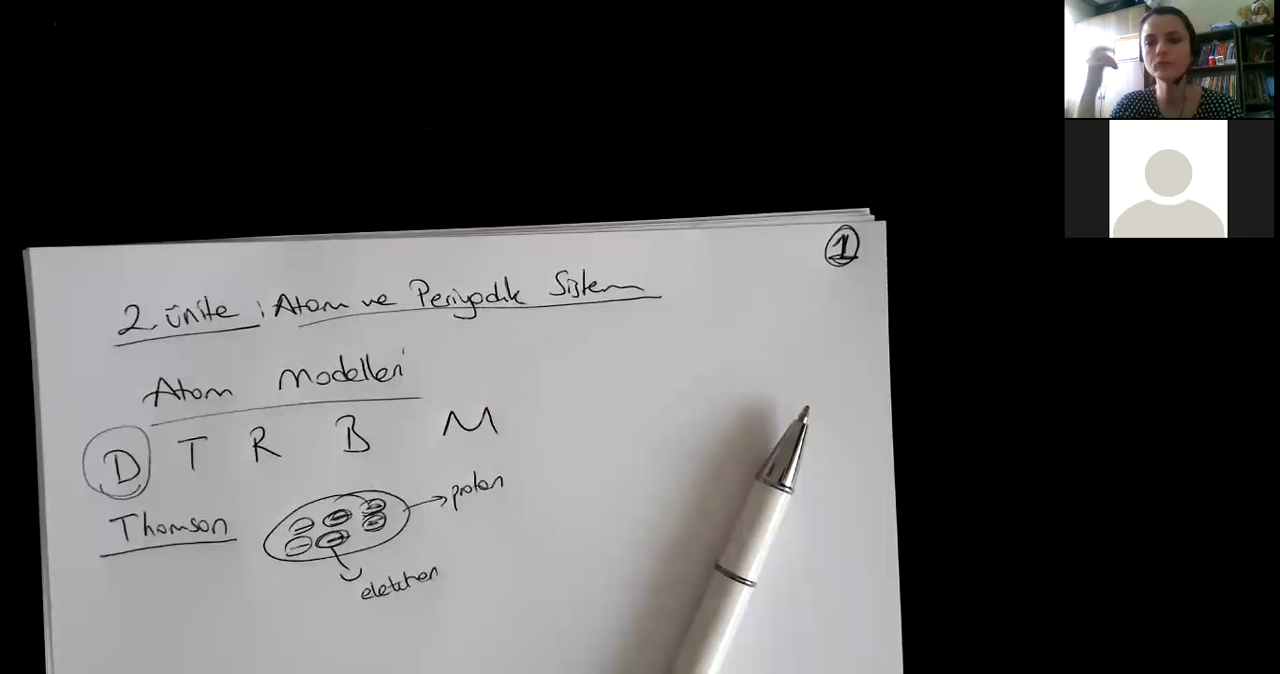 1
2. ünite : Atom ve Periyodik Sistem
Atom Modelleri
D T R B M
Thomson
proton
elektron